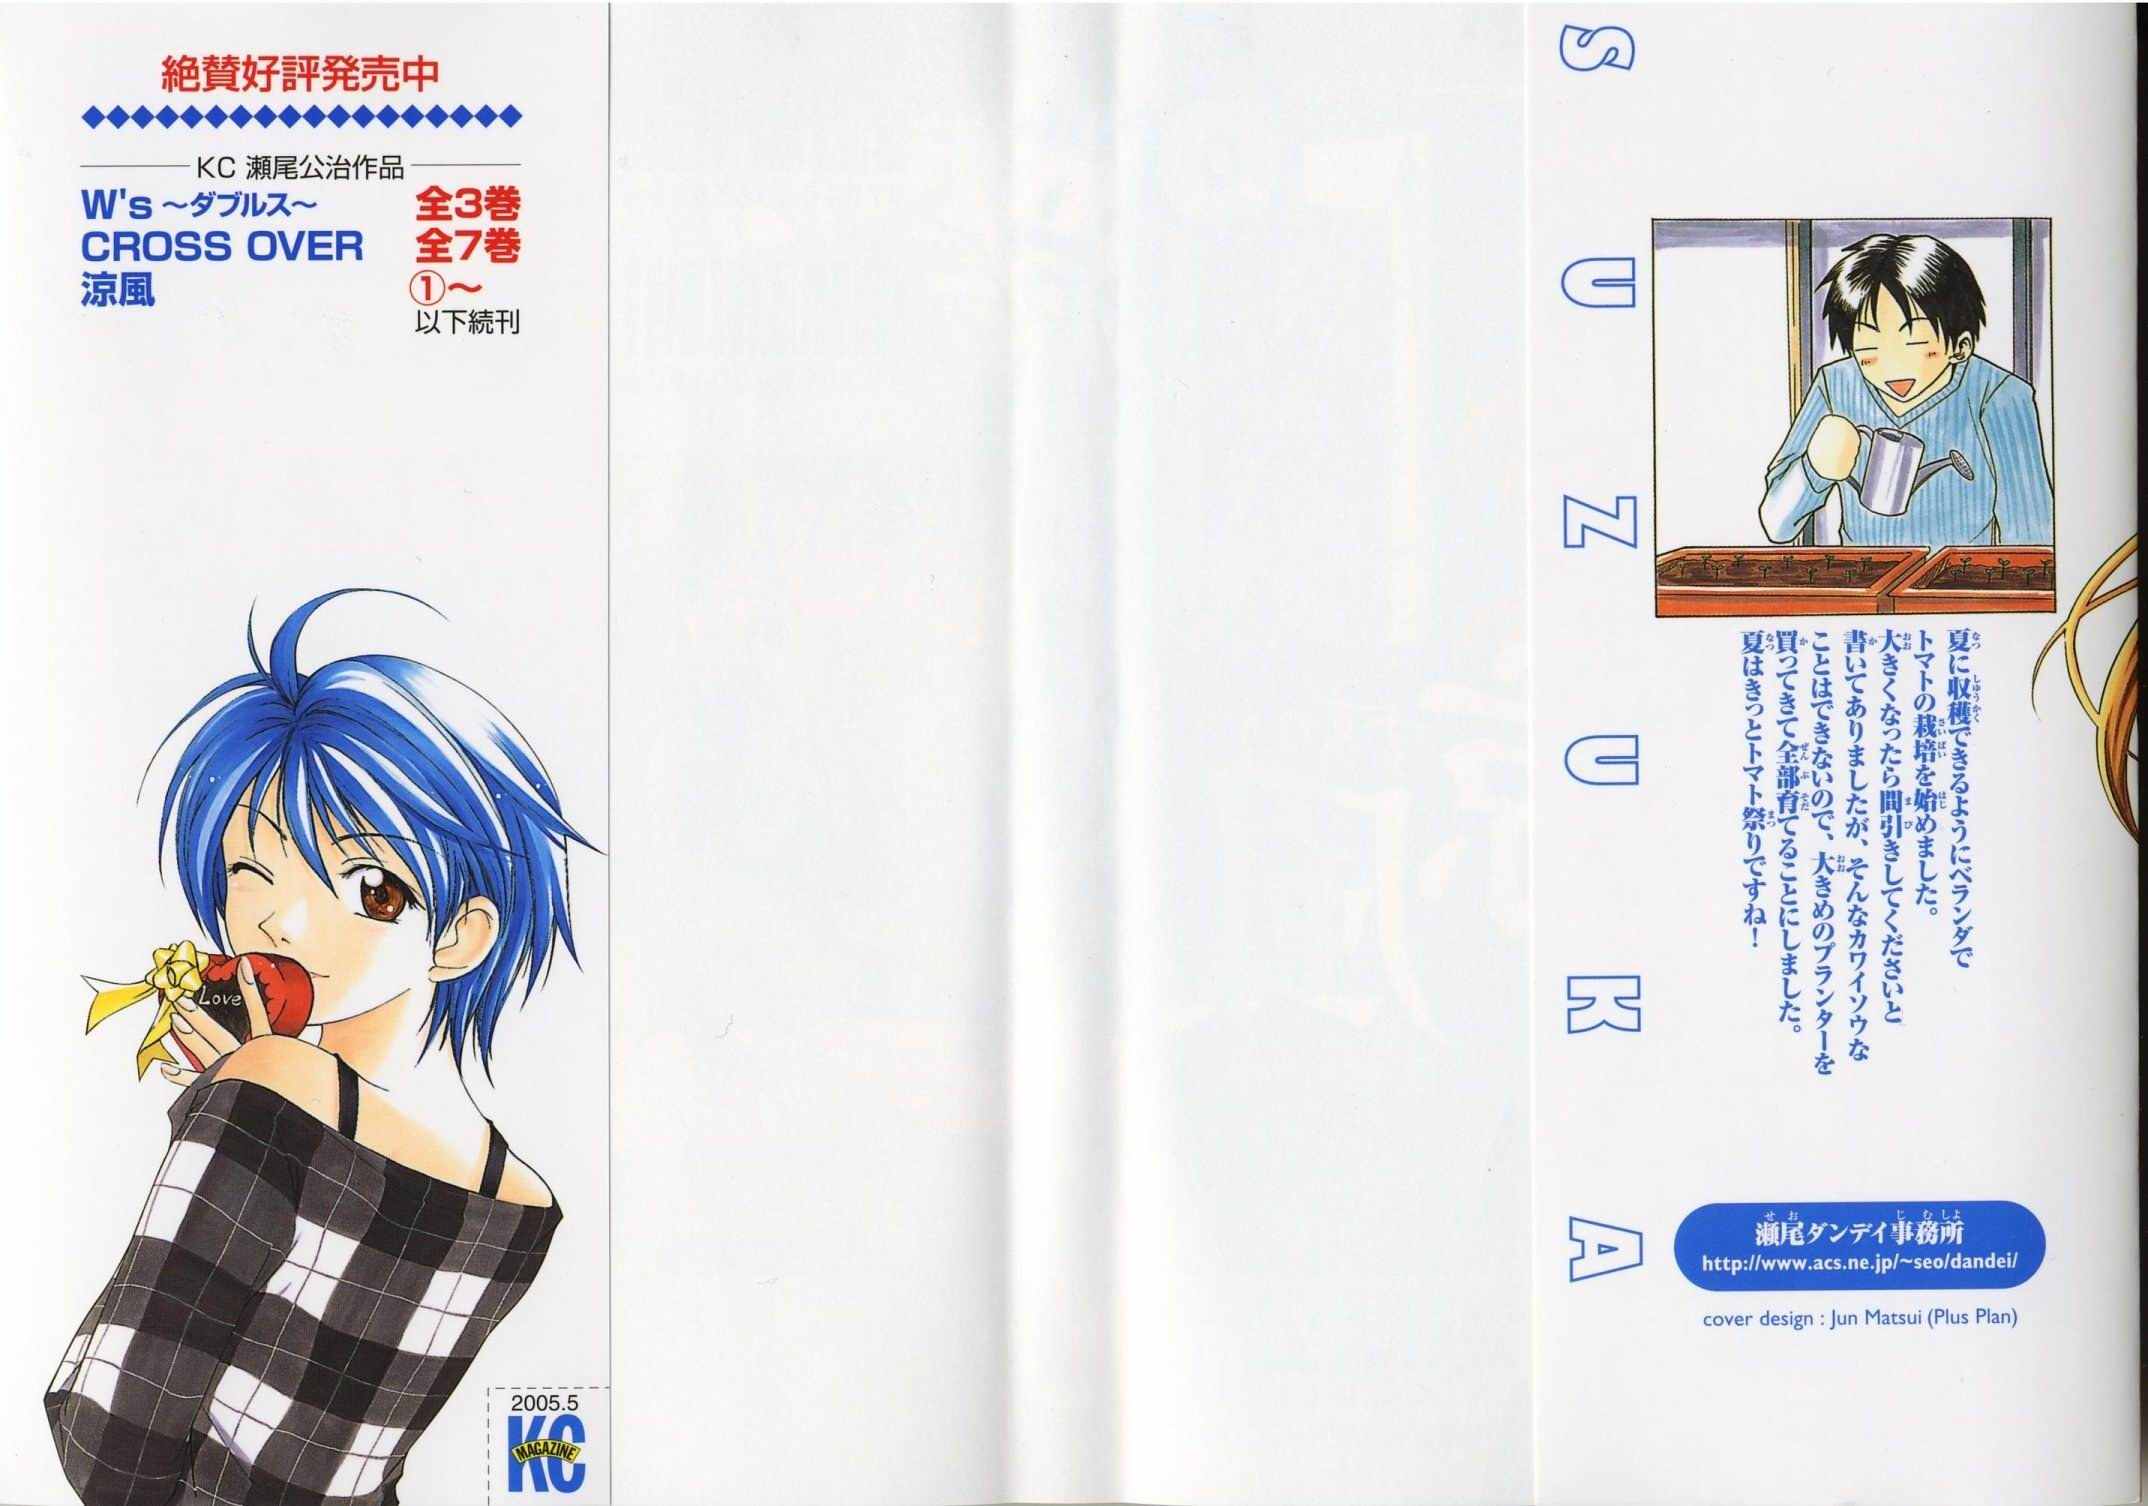 絶賛好評発売中
KC 瀬尾公治作品
W's ～ダブルス～ 全3巻
CROSS OVER 全7巻
涼風 ①～
以下続刊
Love
2005.5
KC
MAGAZINE
SUZUKA
夏に収穫できるようにベランダで
トマトの栽培を始めました。
大きくなったら間引きしてくださいと
書いてありましたが、そんなカワイソウな
ことはできないので、大きめのプランターを
買ってきて全部育てることにしました。
夏はきっとトマト祭りですね！
瀬尾ダンデイ事務所
http://www.acs.ne.jp/~seo/dandei/
cover design : Jun Matsui (Plus Plan)